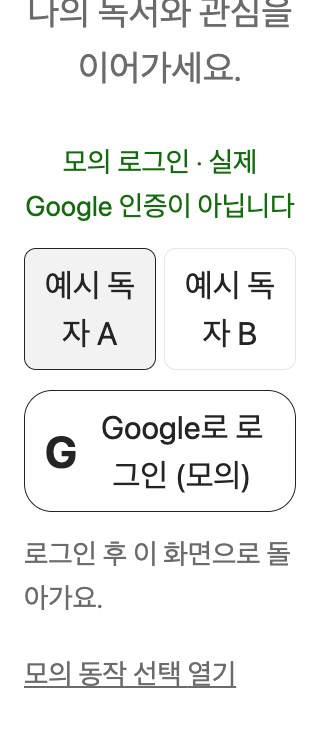 나의 독서와 관심을
이어가세요.
모의 로그인 · 실제
Google 인증이 아닙니다
예시 독
자 A
예시 독
자 B
G
Google로 로
그인 (모의)
로그인 후 이 화면으로 돌
아가요.
모의 동작 선택 열기